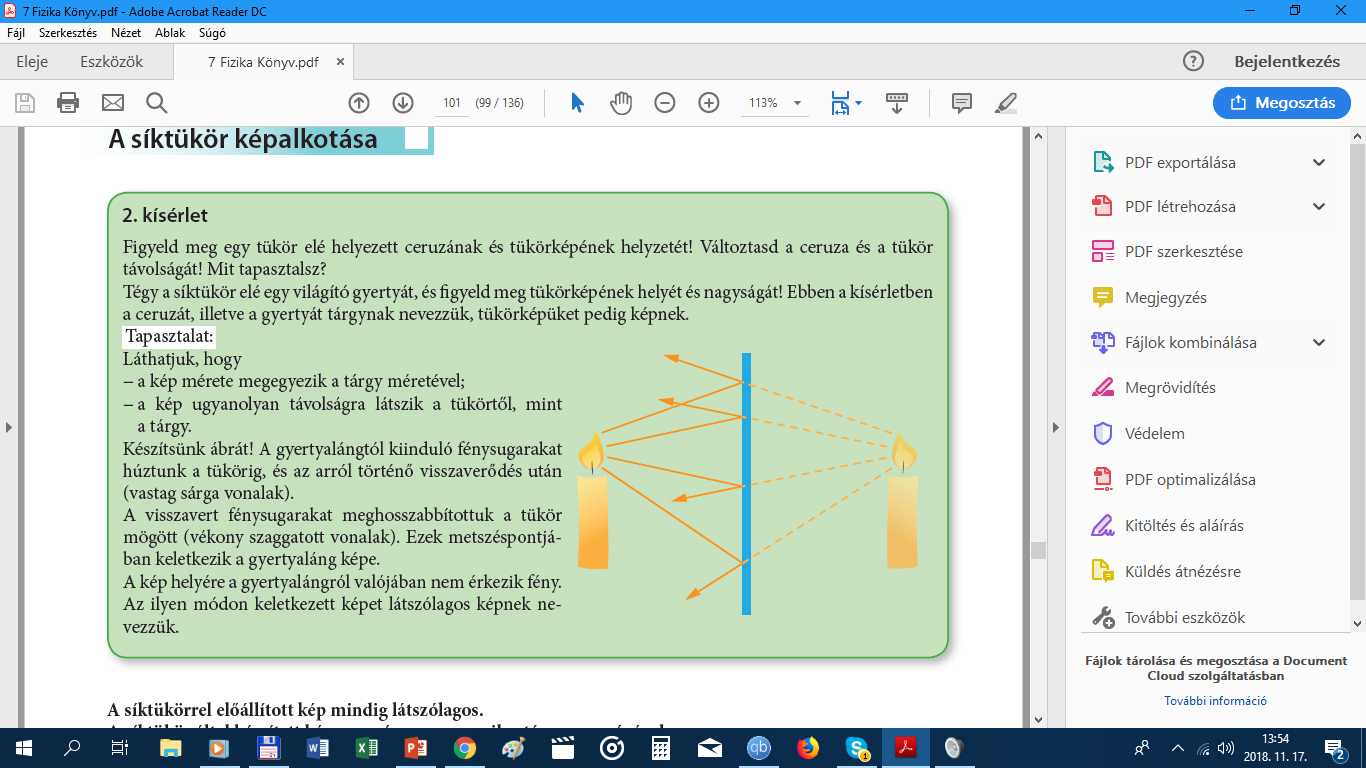 7 Fizika Könyv.pdf - Adobe Acrobat Reader DC
Fájl Szerkesztés Nézet Ablak Súgó
Eleje Eszközök 7 Fizika Könyv.pdf × Bejelentkezés
101 (99 / 136) 113% Megosztás
A síktükör képalkotása
2. kísérlet
Figyeld meg egy tükör elé helyezett ceruzának és tükörképének helyzetét! Változtasd a ceruza és a tükör
távolságát! Mit tapasztalsz?
Tégy a síktükör elé egy világító gyertyát, és figyeld meg tükörképének helyét és nagyságát! Ebben a kísérletben
a ceruzát, illetve a gyertyát tárgynak nevezzük, tükörképüket pedig képnek.
Tapasztalat:
Láthatjuk, hogy
– a kép mérete megegyezik a tárgy méretével;
– a kép ugyanolyan távolságra látszik a tükörtől, mint
a tárgy.
Készítsünk ábrát! A gyertyalángtól kiinduló fénysugarakat
húztunk a tükörig, és az arról történő visszaverődés után
(vastag sárga vonalak).
A visszavert fénysugarakat meghosszabbítottuk a tükör
mögött (vékony szaggatott vonalak). Ezek metszéspontjá-
ban keletkezik a gyertyaláng képe.
A kép helyére a gyertyalángról valójában nem érkezik fény.
Az ilyen módon keletkezett képet látszólagos képnek ne-
vezzük.
A síktükörrel előállított kép mindig látszólagos.
PDF exportálása
PDF létrehozása
PDF szerkesztése
Megjegyzés
Fájlok kombinálása
Megrövidítés
Védelem
PDF optimalizálása
Kitöltés és aláírás
Küldés átnézésre
További eszközök
Fájlok tárolása és megosztása a Document
Cloud szolgáltatásban
További információ
13:54
2018. 11. 17.
2